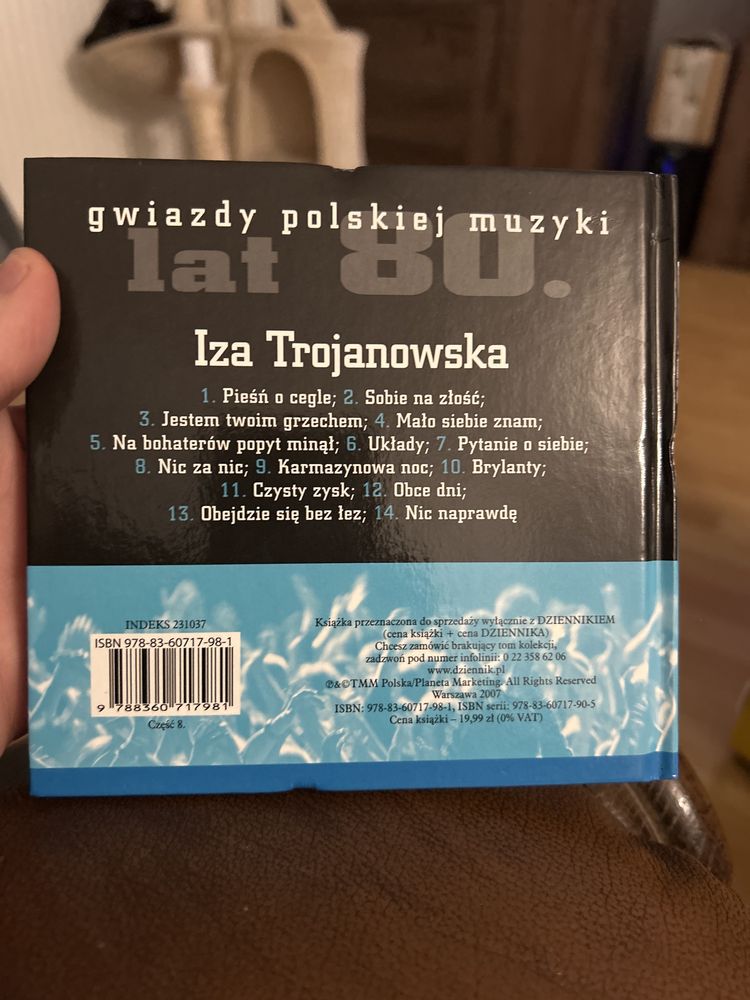 gwiazdy polskiej muzyki
lat 80.
Iza Trojanowska
1. Pieśń o cegle; 2. Sobie na złość;
3. Jestem twoim grzechem; 4. Mało siebie znam;
5. Na bohaterów popyt minął; 6. Układy; 7. Pytanie o siebie;
8. Nic za nic; 9. Karmazynowa noc; 10. Brylanty;
11. Czysty zysk; 12. Obce dni;
13. Obejdzie się bez łez; 14. Nic naprawdę
INDEKS 231037
ISBN 978-83-60717-98-1
9 788360 717981
Część 8.
Książka przeznaczona do sprzedaży wyłącznie z DZIENNIKIEM
(cena książki + cena DZIENNIKA)
Chcesz zamówić brakujący tom kolekcji,
zadzwoń pod numer infolinii: 0 22 358 62 06
www.dziennik.pl
℗&©TMM Polska/Planeta Marketing. All Rights Reserved
Warszawa 2007
ISBN: 978-83-60717-98-1, ISBN serii: 978-83-60717-90-5
Cena książki – 19,99 zł (0% VAT)